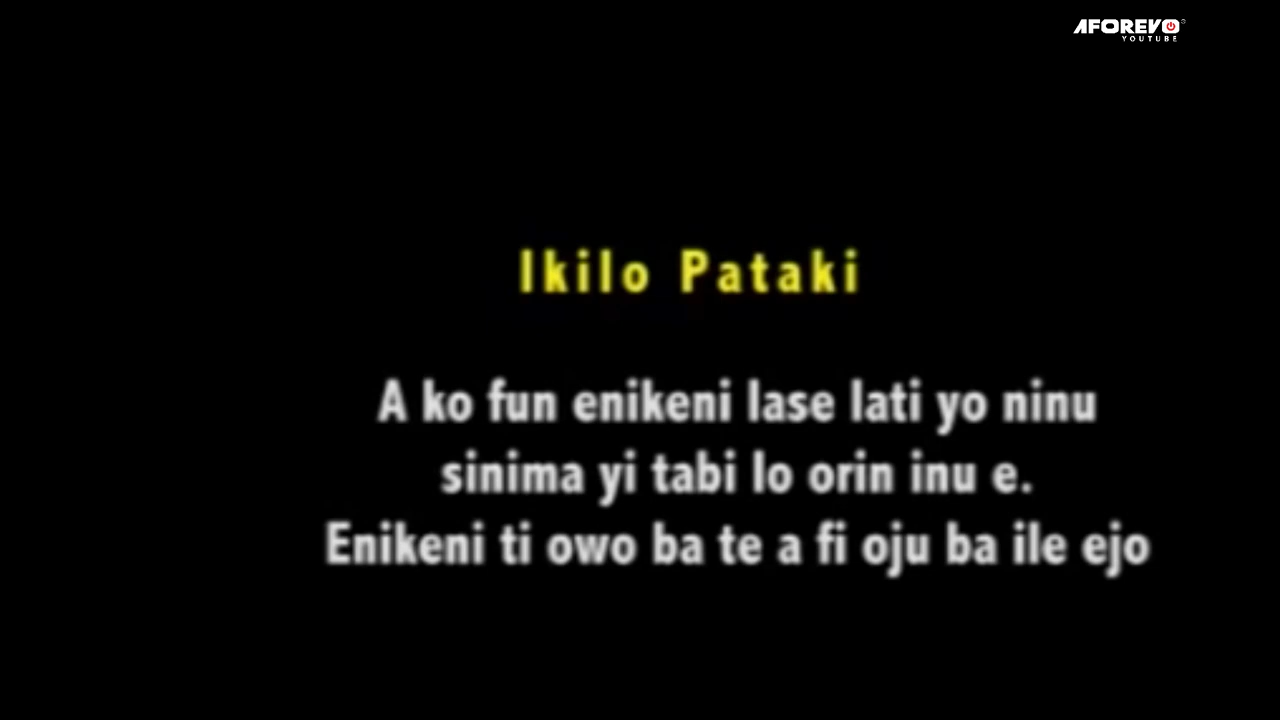 AFOREVO
YOUTUBE
Ikilo Pataki
A ko fun enikeni lase lati yo ninu
sinima yi tabi lo orin inu e.
Enikeni ti owo ba te a fi oju ba ile ejo